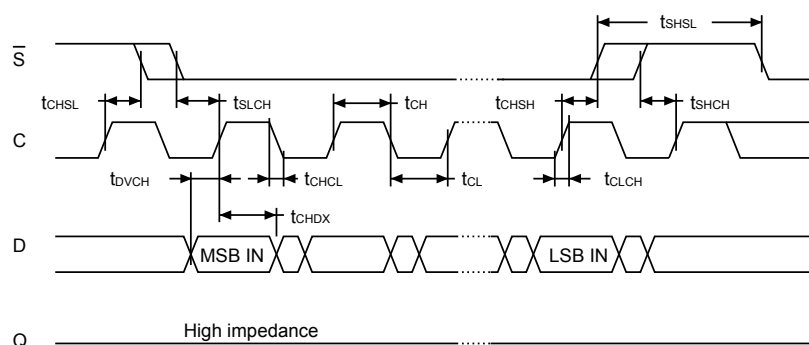 tSHSL
S
tCHSL
tSLCH
tCH
tCHSH
tSHCH
C
tDVCH
tCHCL
tCL
tCLCH
tCHDX
D
MSB IN
LSB IN
High impedance
Q